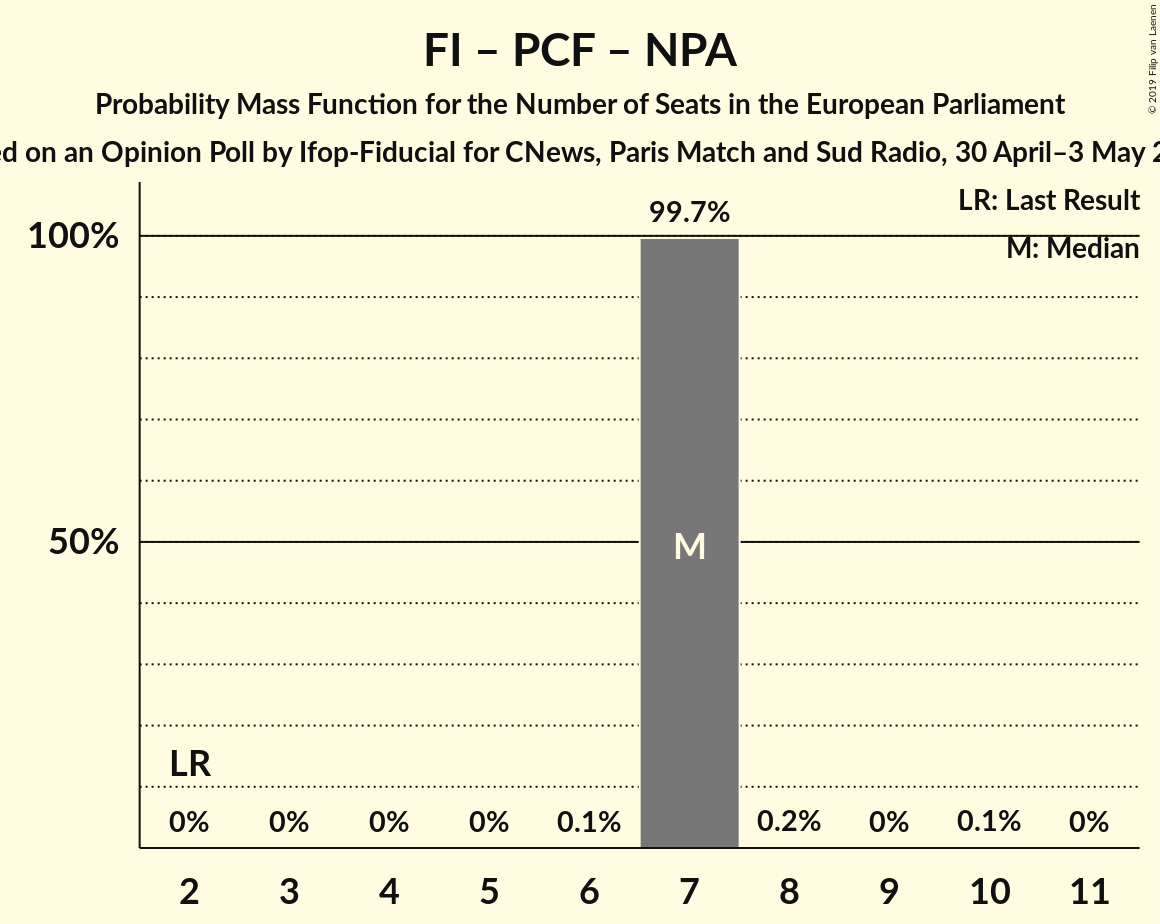 FI – PCF – NPA
Probability Mass Function for the Number of Seats in the European Parliament
on an Opinion Poll by Ifop-Fiducial for CNews, Paris Match and Sud Radio, 30 April–3 May
© 2019 Filip van Laenen
LR: Last Result
M: Median
99.7%
100%
50%
M
LR
0% 0% 0% 0% 0.1% 0.2% 0% 0.1% 0%
2 3 4 5 6 7 8 9 10 11